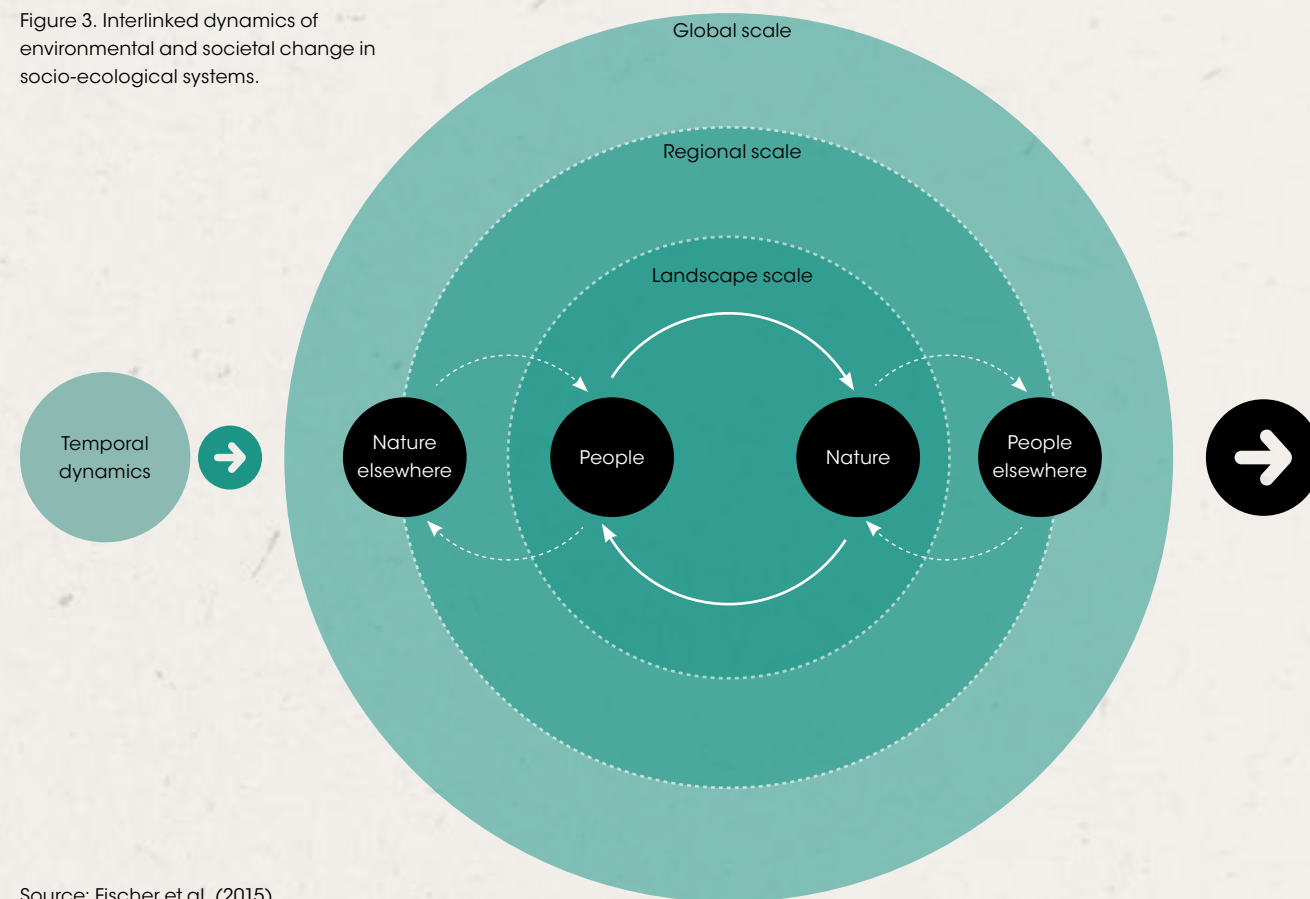 Figure 3. Interlinked dynamics of
environmental and societal change in
socio-ecological systems.
Global scale
Regional scale
Landscape scale
Temporal
dynamics
Nature
elsewhere
People
Nature
People
elsewhere
Source: Fischer et al. (2015)